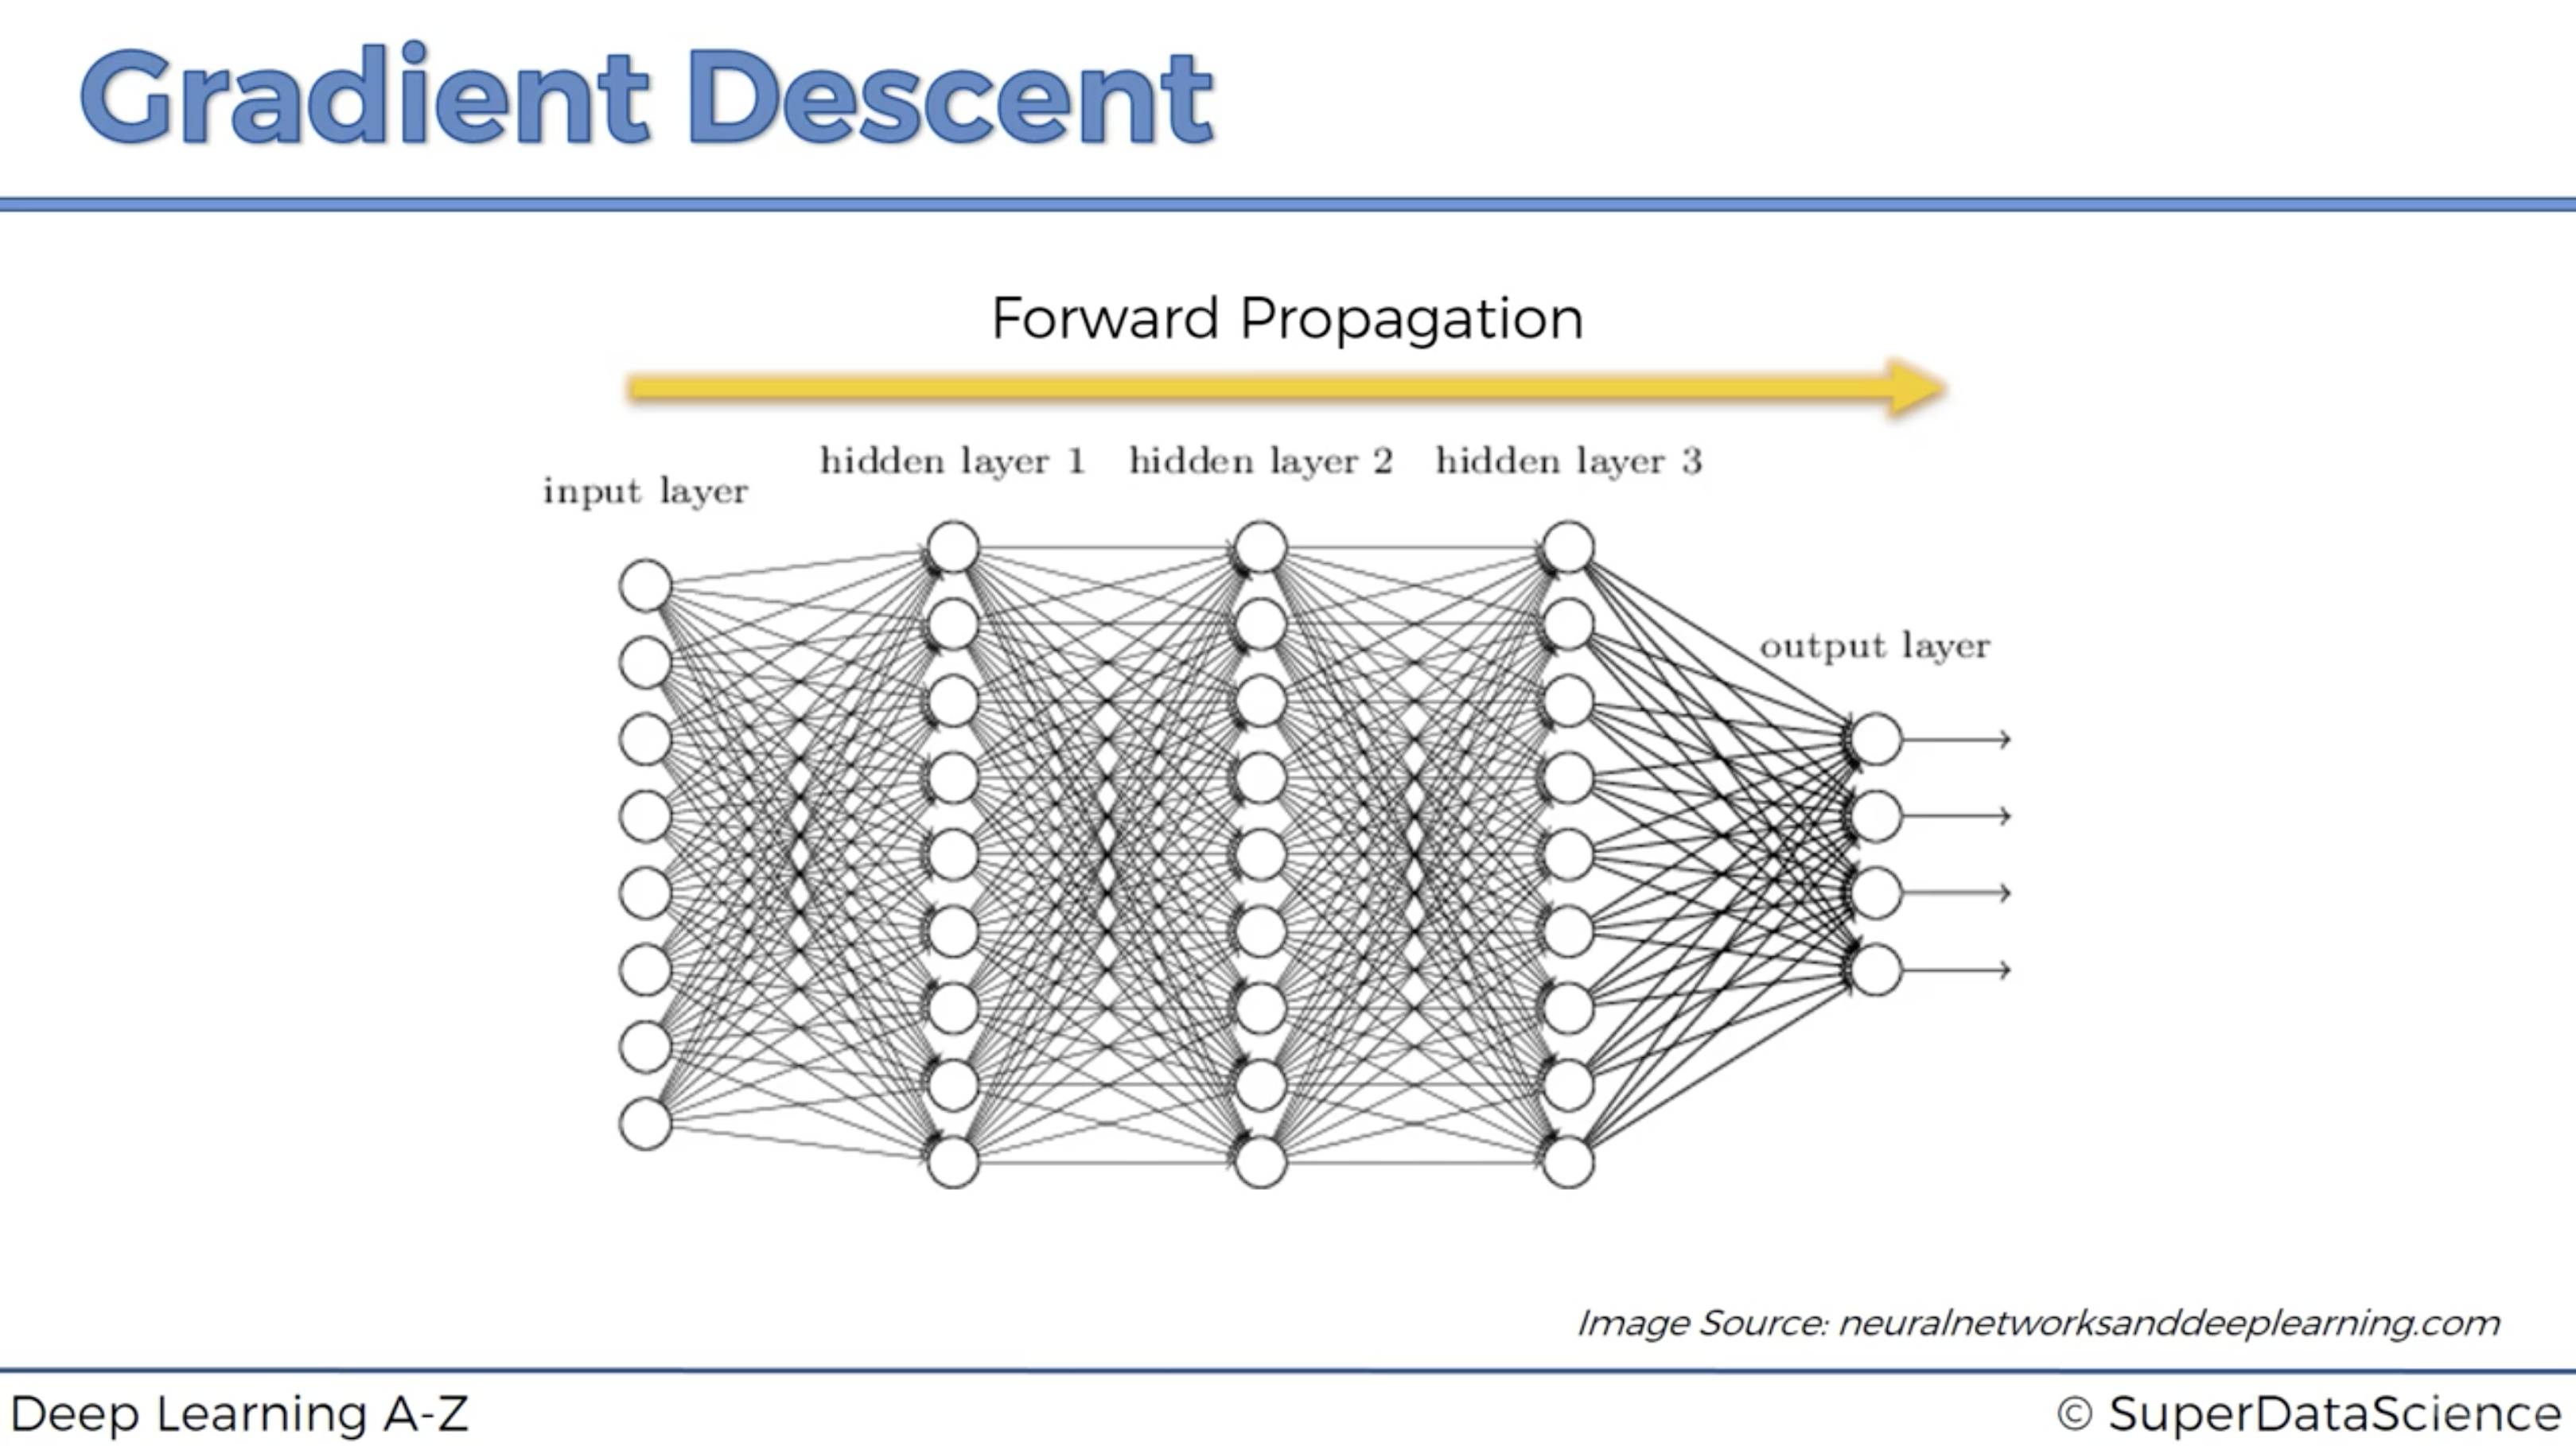 Gradient Descent
Forward Propagation
hidden layer 1 hidden layer 2 hidden layer 3
input layer
output layer
Image Source: neuralnetworksanddeeplearning.com
Deep Learning A-Z
© SuperDataScience